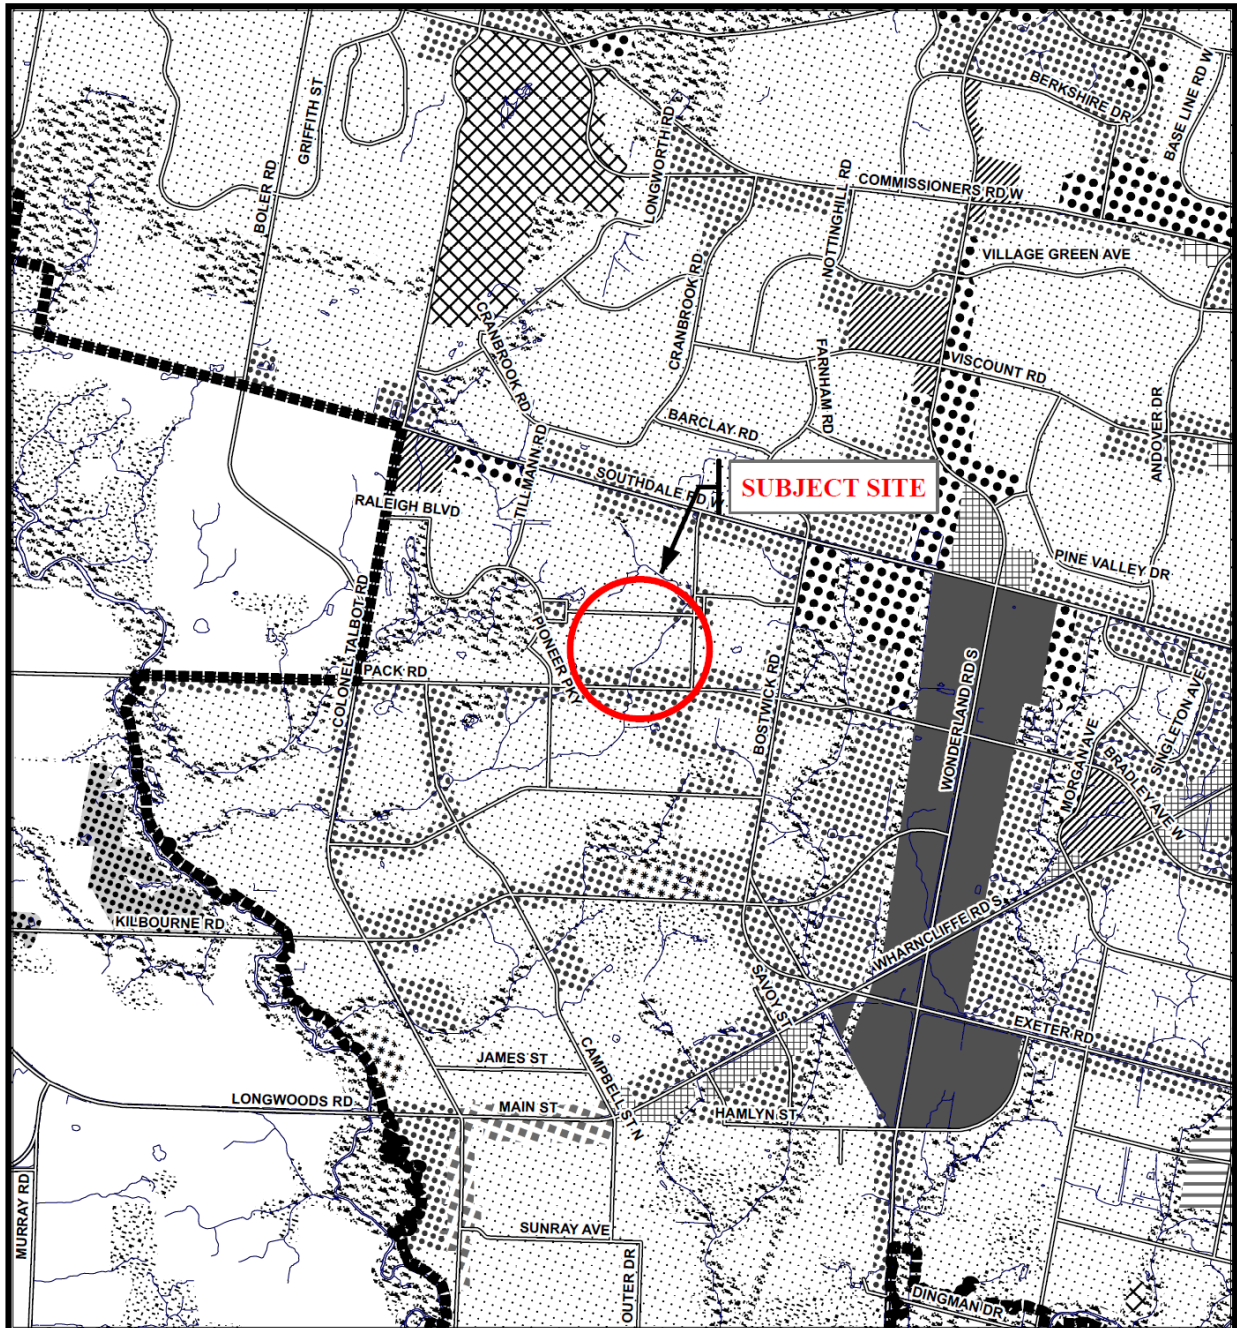 BERKSHIRE DR
BASE LINE RD W
GRIFFITH ST
BOLER RD
LONGWORTH RD
COMMISSIONERS RD W
NOTTINGHILL RD
VILLAGE GREEN AVE
CRANBROOK RD
CRANBROOK RD
FARNHAM RD
VISCOUNT RD
ANDOVER DR
BARCLAY RD
TILLMANN RD
SOUTHDALE RD W
SUBJECT SITE
RALEIGH BLVD
PINE VALLEY DR
COLONEL TALBOT RD
PIONEER PKY
PACK RD
BOSTWICK RD
WONDERLAND RD S
SINGLETON AVE
MORGAN AVE
BRADLEY AVE W
KILBOURNE RD
WHARNCLIFFE RD S
SAVOY ST
EXETER RD
JAMES ST
CAMPBELL ST N
LONGWOODS RD
MAIN ST
HAMLYN ST
MURRAY RD
SUNRAY AVE
OUTER DR
DINGMAN DR